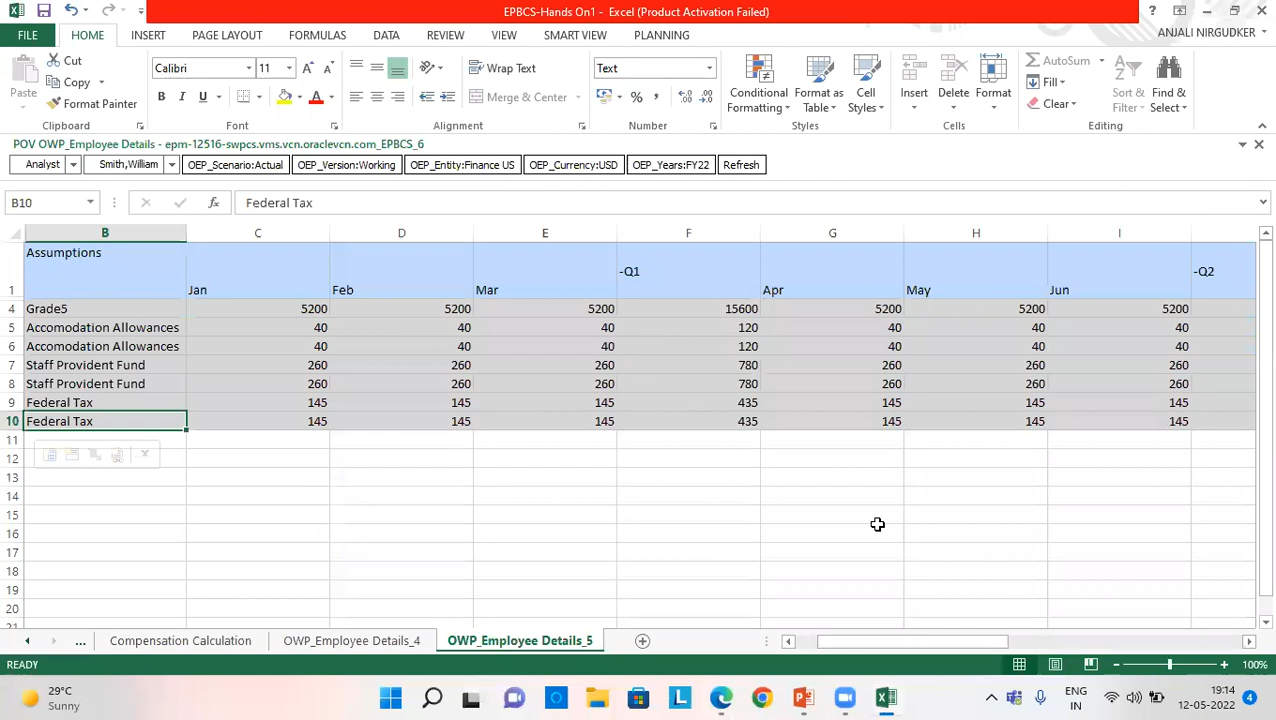 EPBCS-Hands On1 - Excel (Product Activation Failed)
FILE HOME INSERT PAGE LAYOUT FORMULAS DATA REVIEW VIEW SMART VIEW PLANNING ANJALI NIRGUDKER
Paste Cut Copy Format Painter Clipboard
Calibri 11 B I U A Font
Wrap Text Merge & Center Alignment
Text % , Number
Conditional Formatting Format as Table Cell Styles Styles
Insert Delete Format Cells
AutoSum Fill Clear Sort & Filter Find & Select Editing
POV OWP_Employee Details - epm-12516-swpcs.vms.vcn.oraclevcn.com_EPBCS_6
Analyst Smith,William OEP_Scenario:Actual OEP_Version:Working OEP_Entity:Finance US OEP_Currency:USD OEP_Years:FY22 Refresh
B10 fx Federal Tax
B C D E F G H I
1 Assumptions Jan Feb Mar -Q1 Apr May Jun -Q2
4 Grade5 5200 5200 5200 15600 5200 5200 5200
5 Accomodation Allowances 40 40 40 120 40 40 40
6 Accomodation Allowances 40 40 40 120 40 40 40
7 Staff Provident Fund 260 260 260 780 260 260 260
8 Staff Provident Fund 260 260 260 780 260 260 260
9 Federal Tax 145 145 145 435 145 145 145
10 Federal Tax 145 145 145 435 145 145 145
11
12
13
14
15
16
17
18
19
20
21
... Compensation Calculation OWP_Employee Details_4 OWP_Employee Details_5
READY 100%
29°C
Sunny
ENG
IN
19:14
12-05-2022
4